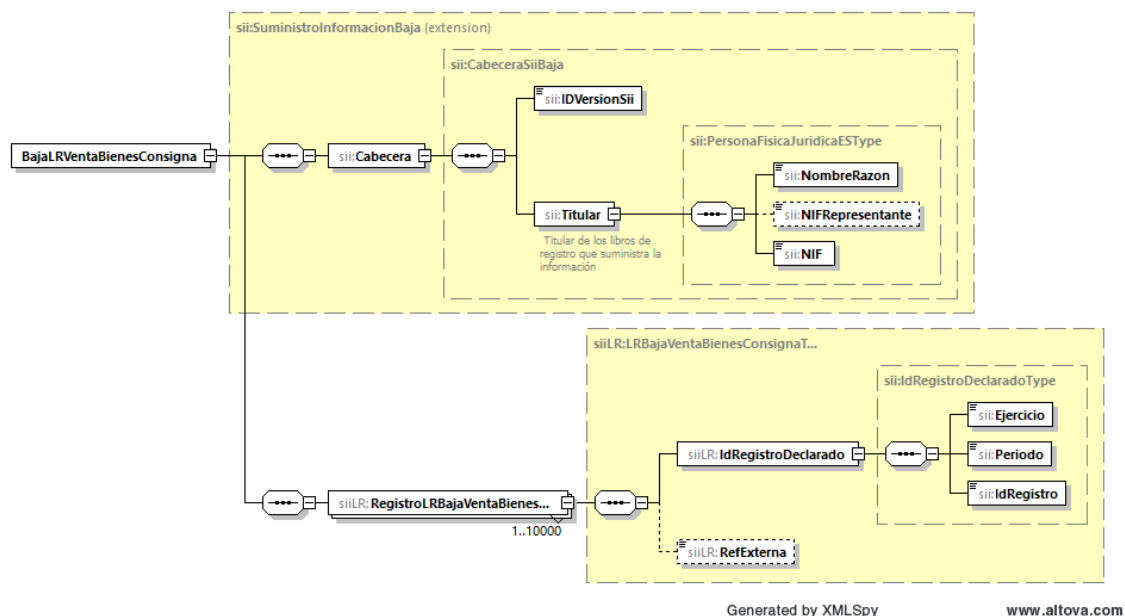 sii:SuministroInformacionBaja (extension)
sii:CabeceraSiiBaja
sii:IDVersionSii
sii:PersonaFisicaJuridicaESType
BajaLRVentaBienesConsigna
sii:Cabecera
sii:NombreRazon
sii:Titular
sii:NIFRepresentante
Titular de los libros de
registro que suministra la
información
sii:NIF
siiLR:LRBajaVentaBienesConsignaT...
sii:IdRegistroDeclaradoType
sii:Ejercicio
siiLR:IdRegistroDeclarado
sii:Periodo
sii:IdRegistro
siiLR:RegistroLRBajaVentaBienes...
1..10000
siiLR:RefExterna
Generated by XMLSpy
www.altova.com